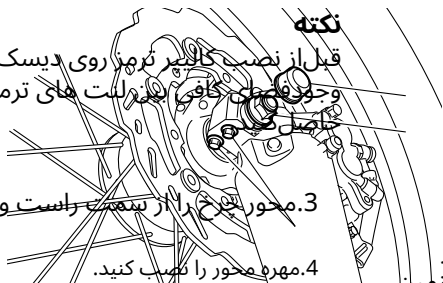 نکته
قبل از نصب کالیپر ترمز روی دیسک
وجود فضای کافی بین لنت های ترمز
حاصل کنید.
3.محور چرخ را از سمت راست و
4.مهره محور را نصب کنید.